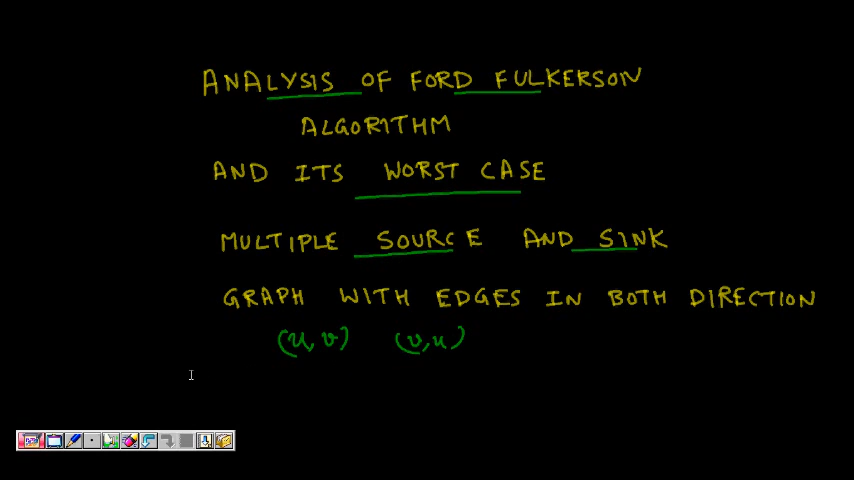 ANALYSIS OF FORD FULKERSON
ALGORITHM
AND ITS WORST CASE
MULTIPLE SOURCE AND SINK
GRAPH WITH EDGES IN BOTH DIRECTION
(u, v) (v, u)